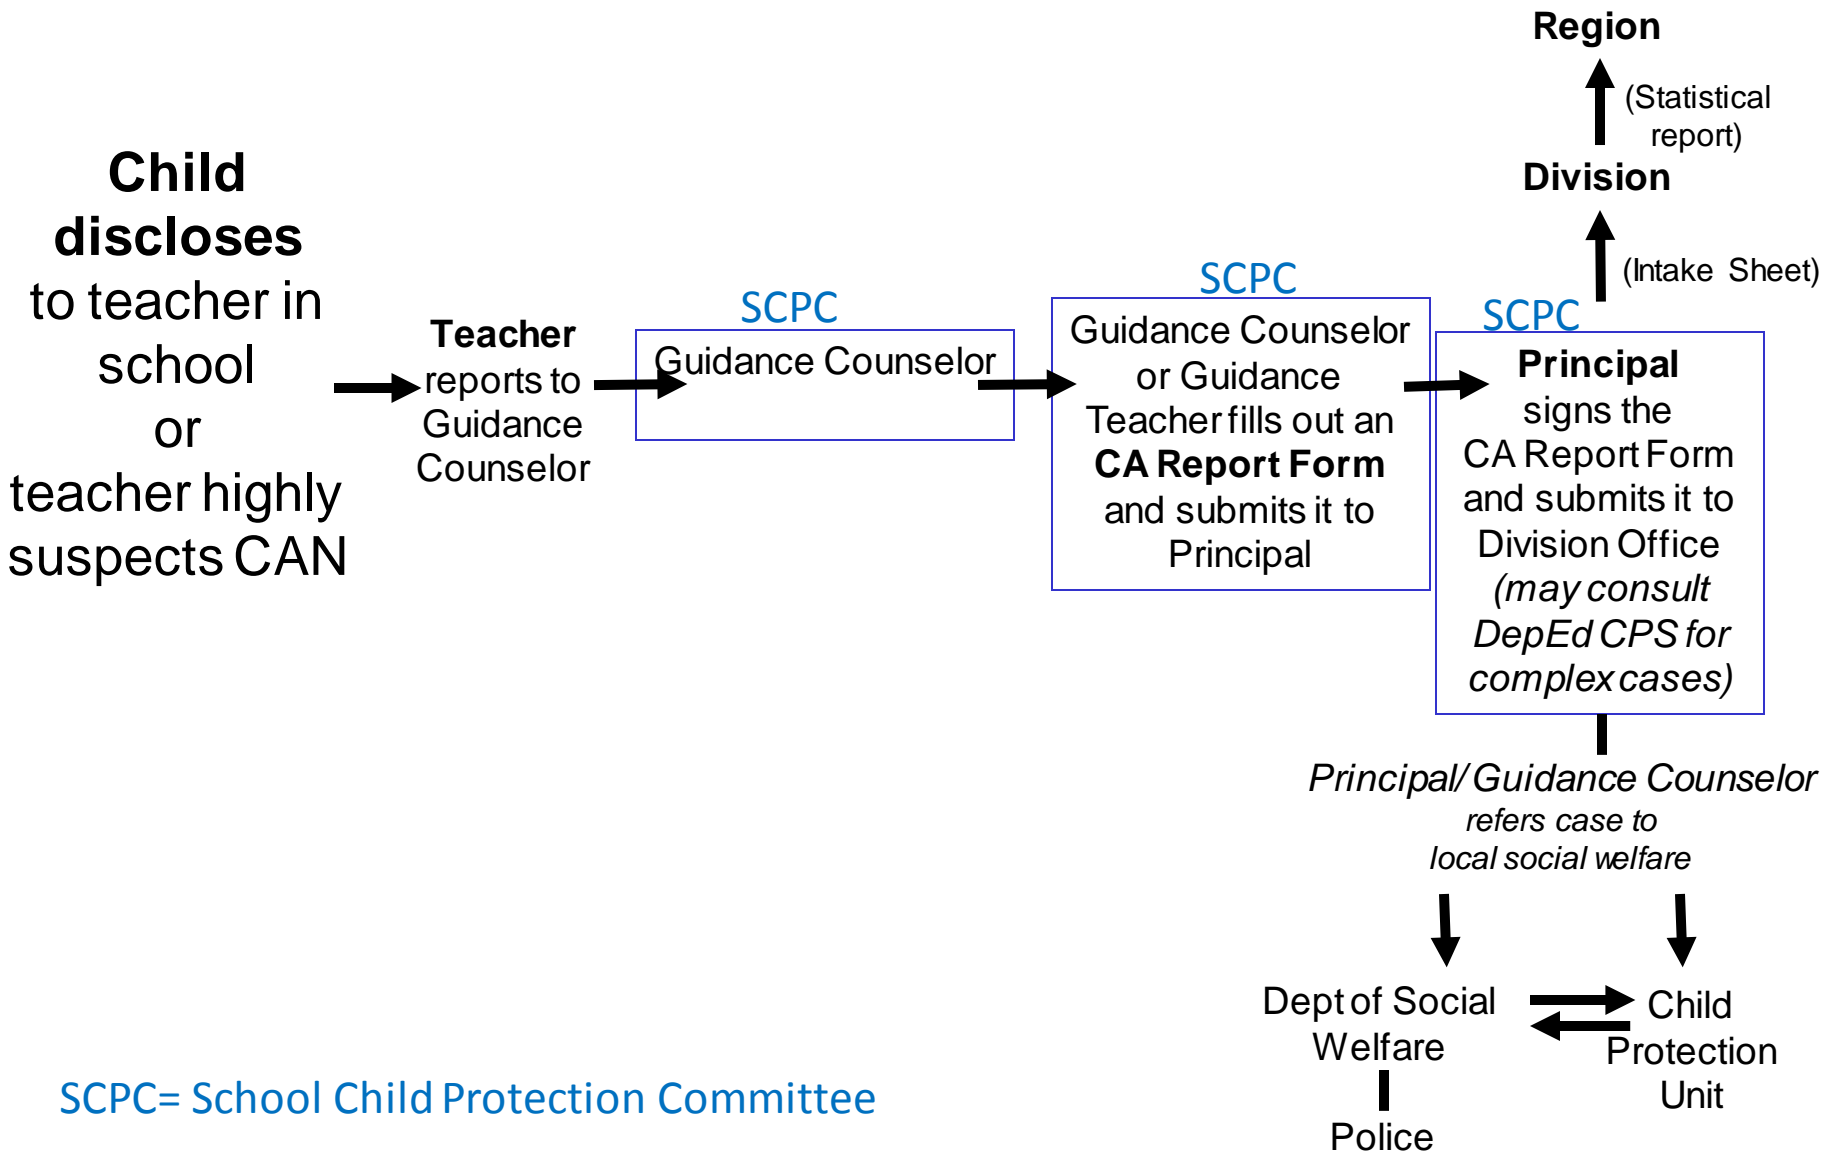 Child
discloses
to teacher in
school
or
teacher highly
suspects CAN
Teacher
reports to
Guidance
Counselor
SCPC
Guidance Counselor
SCPC
Guidance Counselor
or Guidance
Teacher fills out an
CA Report Form
and submits it to
Principal
Region
(Statistical
report)
Division
(Intake Sheet)
SCPC
Principal
signs the
CA Report Form
and submits it to
Division Office
(may consult
DepEd CPS for
complex cases)
Principal/Guidance Counselor
refers case to
local social welfare
Dept of Social
Welfare
Police
Child
Protection
Unit
SCPC= School Child Protection Committee